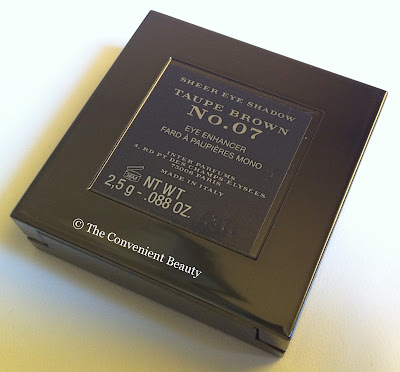 SHEER EYE SHADOW
TAUPE BROWN
NO.07
EYE ENHANCER
FARD À PAUPIÈRES MONO
INTER PARFUMS
4, RD PT DES CHAMPS ELYSEES
75008 PARIS
MADE IN ITALY
NT WT
2,5 g - .088 OZ.
© The Convenient Beauty